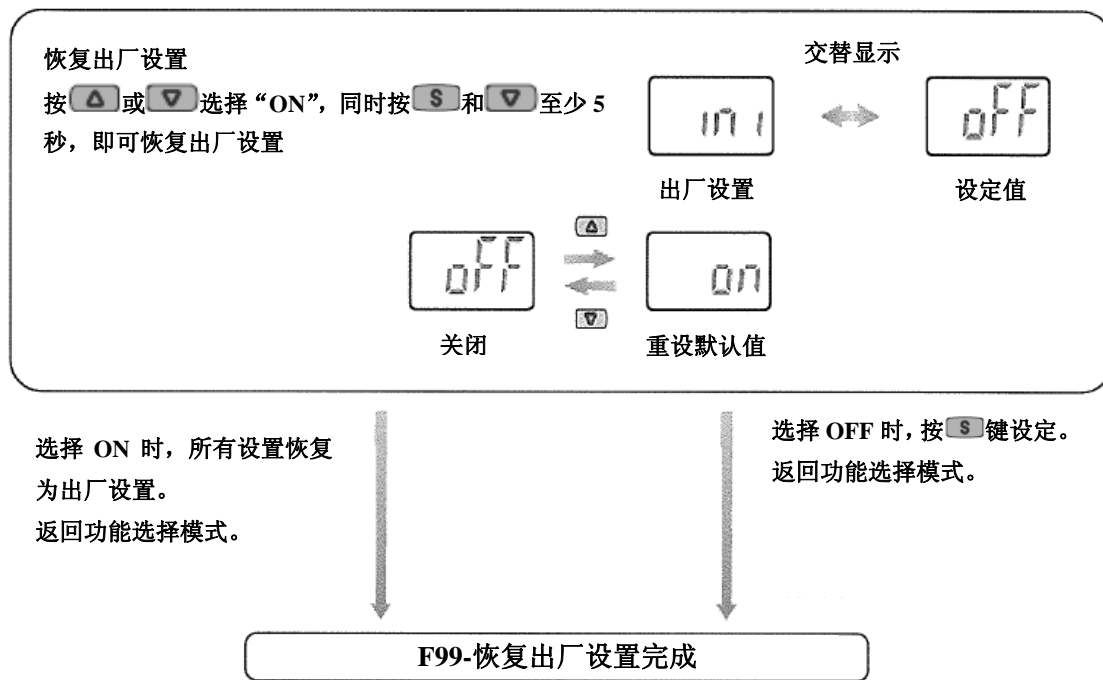 恢复出厂设置
按△或▽选择“ON”，同时按S和▽至少 5
秒，即可恢复出厂设置
交替显示
ini
oFF
出厂设置
设定值
△
oFF
on
▽
关闭
重设默认值
选择 ON 时，所有设置恢复
为出厂设置。
返回功能选择模式。
选择 OFF 时，按S键设定。
返回功能选择模式。
F99-恢复出厂设置完成